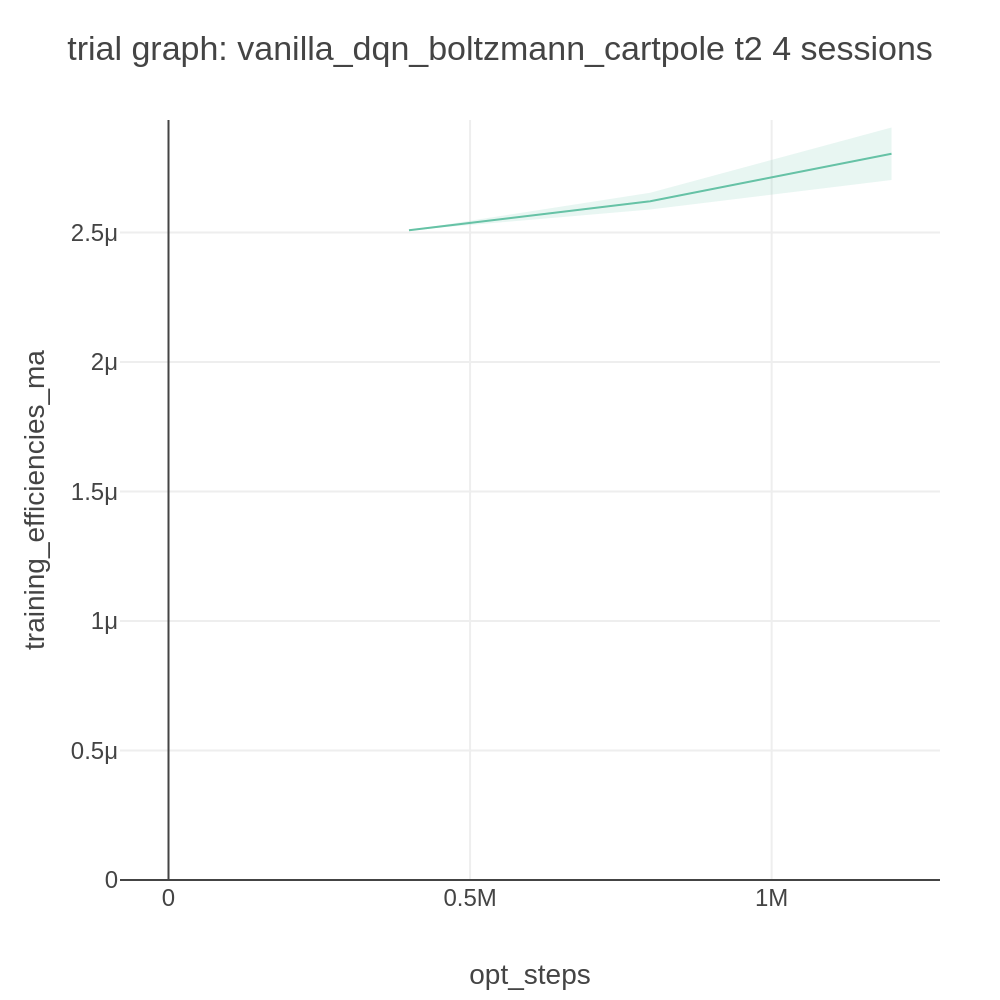 trial graph: vanilla_dqn_boltzmann_cartpole t2 4 sessions
training_efficiencies_ma
2.5μ
2μ
1.5μ
1μ
0.5μ
0
0
0.5M
1M
opt_steps